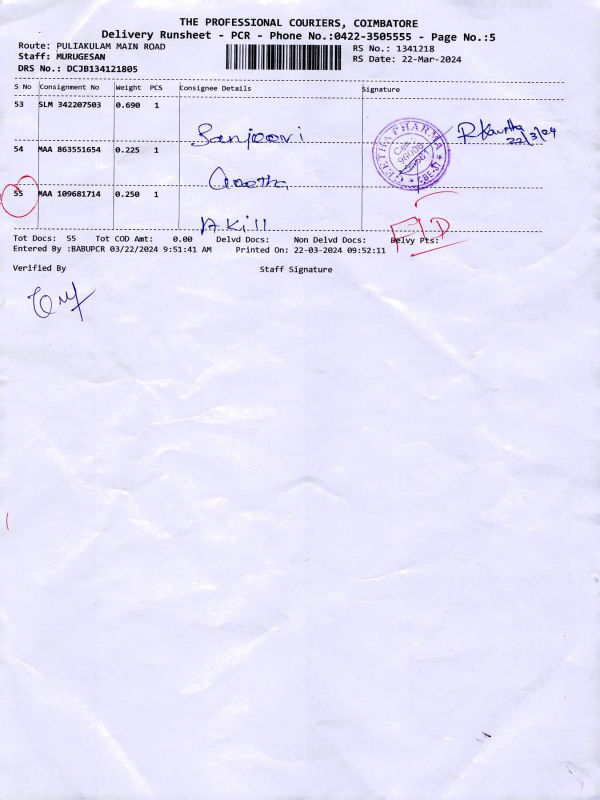 THE PROFESSIONAL COURIERS, COIMBATORE
Delivery Runsheet - PCR - Phone No.:0422-3505555 - Page No.:5
Route: PULIAKULAM MAIN ROAD RS No.: 1341218
Staff: MURUGESAN RS Date: 22-Mar-2024
DRS No.: DCJB134121805
S No Consignment No Weight PCS Consignee Details Signature
53 SLM 342207503 0.690 1
Sanjeevi
54 MAA 863551654 0.225 1
Geetha
22/3/24
55 MAA 109681714 0.250 1
Akill
Tot Docs: 55 Tot COD Amt: 0.00 Delvd Docs: Non Delvd Docs: Delvy Pts:
Entered By :BABUPCR 03/22/2024 9:51:41 AM Printed On: 22-03-2024 09:52:11
Verified By Staff Signature